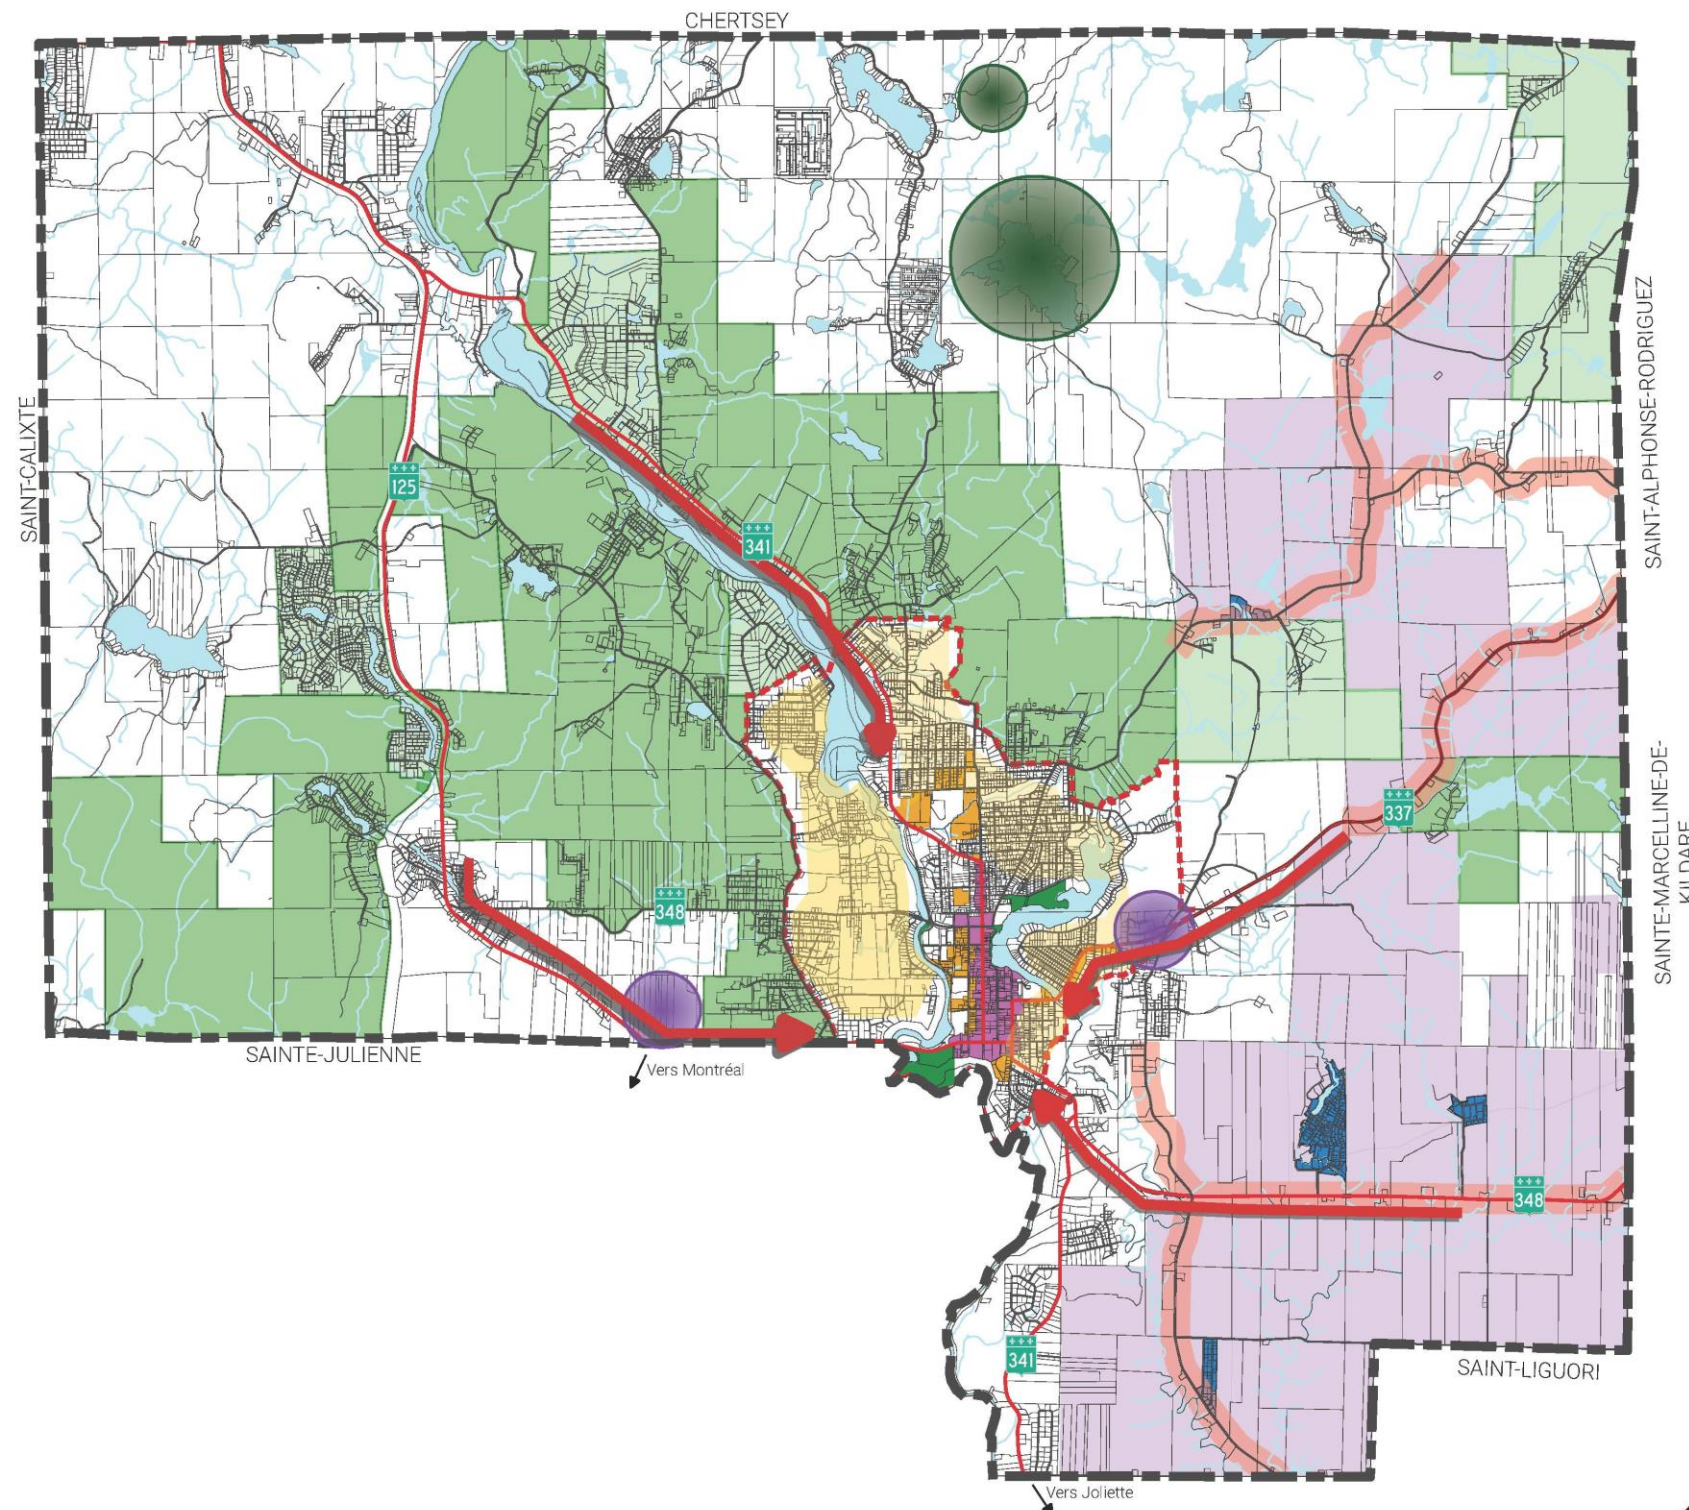 CHERTSEY
SAINT-CALIXTE
SAINT-ALPHONSE-RODRIGUEZ
125
341
337
SAINTE-MARCELLINE-DE-
KILDARE
348
SAINTE-JULIENNE
Vers Montréal
348
341
SAINT-LIGUORI
Vers Joliette